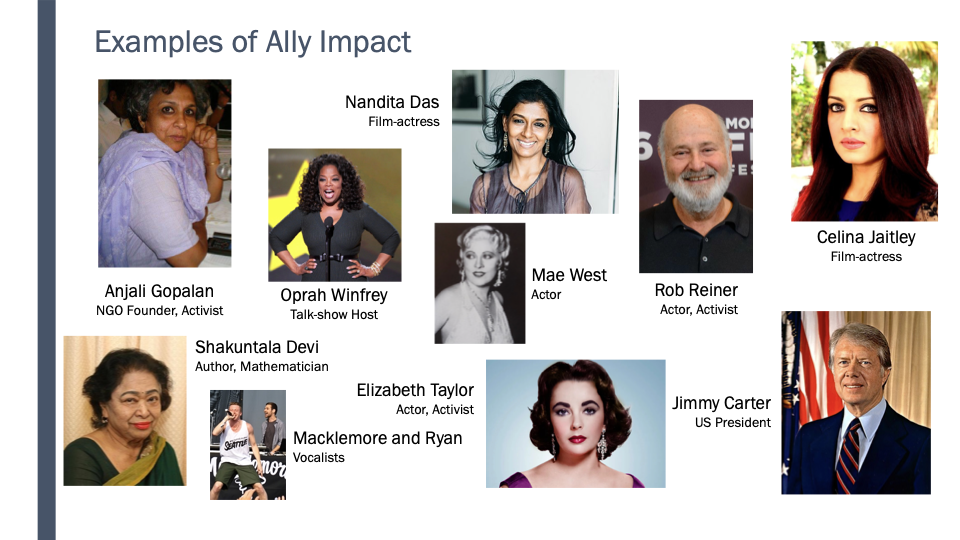 Examples of Ally Impact
Nandita Das
Film-actress
Anjali Gopalan
NGO Founder, Activist
Oprah Winfrey
Talk-show Host
Mae West
Actor
Rob Reiner
Actor, Activist
Celina Jaitley
Film-actress
Shakuntala Devi
Author, Mathematician
Elizabeth Taylor
Actor, Activist
Macklemore and Ryan
Vocalists
Jimmy Carter
US President
SEATTLE